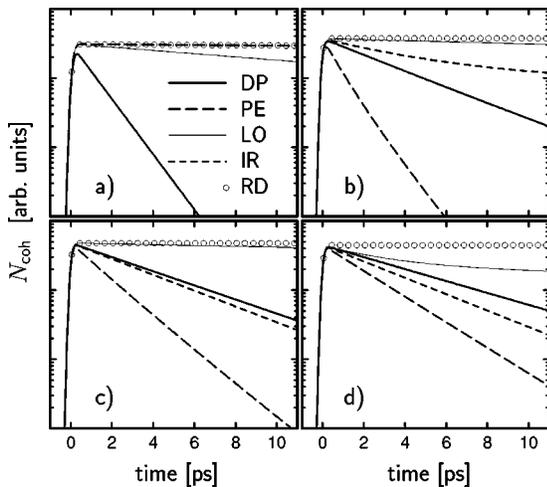 DP
PE
LO
IR
RD
a)
b)
c)
d)
N_coh [arb. units]
0 2 4 6 8 10
0 2 4 6 8 10
time [ps]
time [ps]